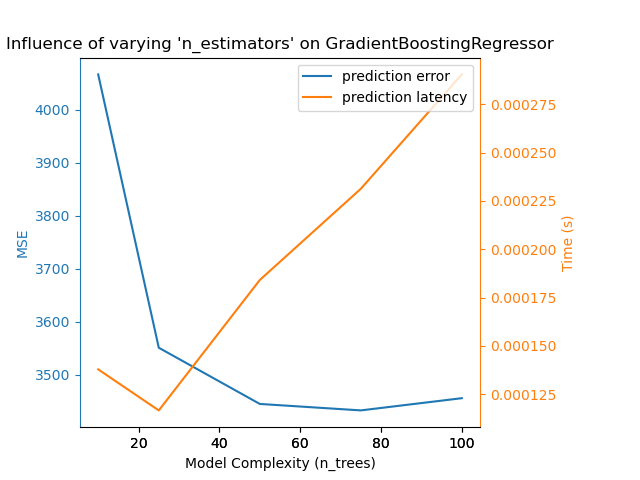 Influence of varying 'n_estimators' on GradientBoostingRegressor
prediction error
prediction latency
MSE
4000
3900
3800
3700
3600
3500
0.000275
0.000250
0.000225
0.000200
0.000175
0.000150
0.000125
Time (s)
20 40 60 80 100
Model Complexity (n_trees)